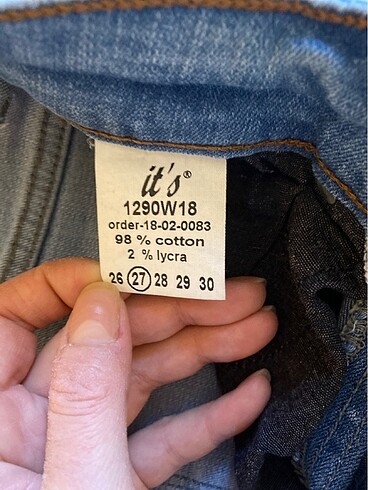 it's®
1290W18
order-18-02-0083
98 % cotton
2 % lycra
26 27 28 29 30